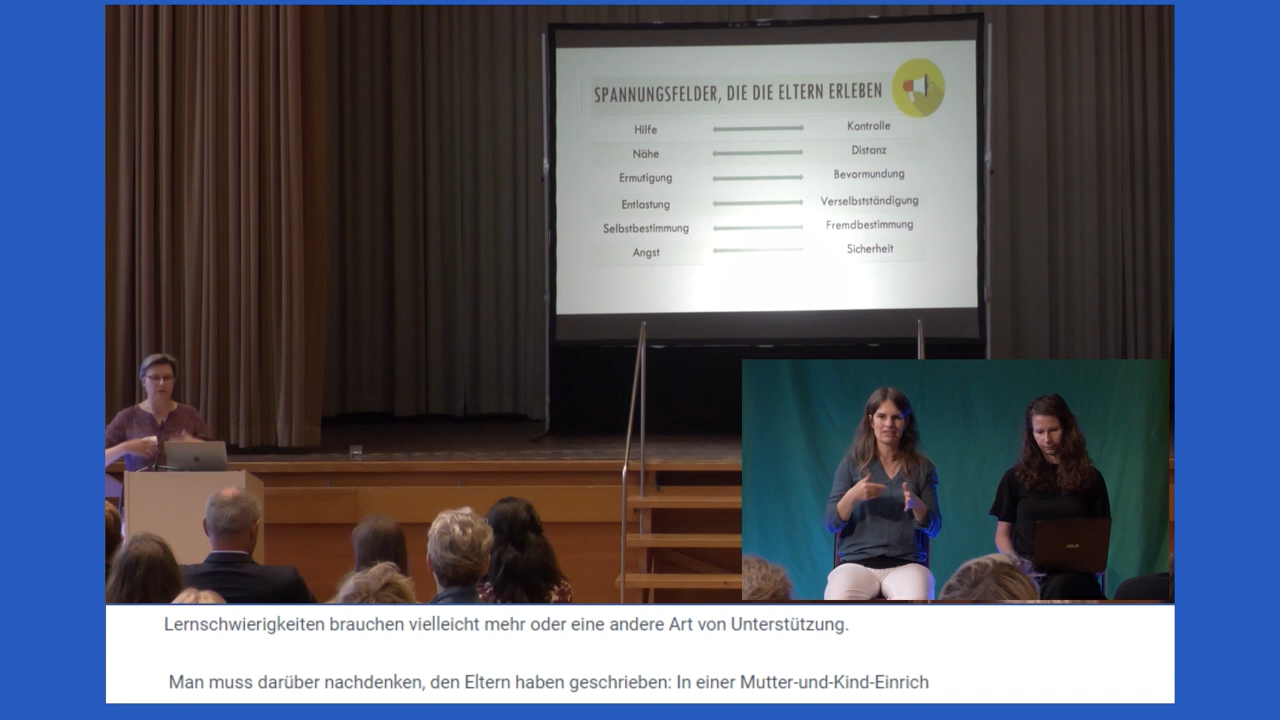 SPANNUNGSFELDER, DIE DIE ELTERN ERLEBEN
Hilfe Kontrolle
Nähe Distanz
Ermutigung Bevormundung
Entlastung Verselbstständigung
Selbstbestimmung Fremdbestimmung
Angst Sicherheit
ASUS
Lernschwierigkeiten brauchen vielleicht mehr oder eine andere Art von Unterstützung.
Man muss darüber nachdenken, den Eltern haben geschrieben: In einer Mutter-und-Kind-Einrich